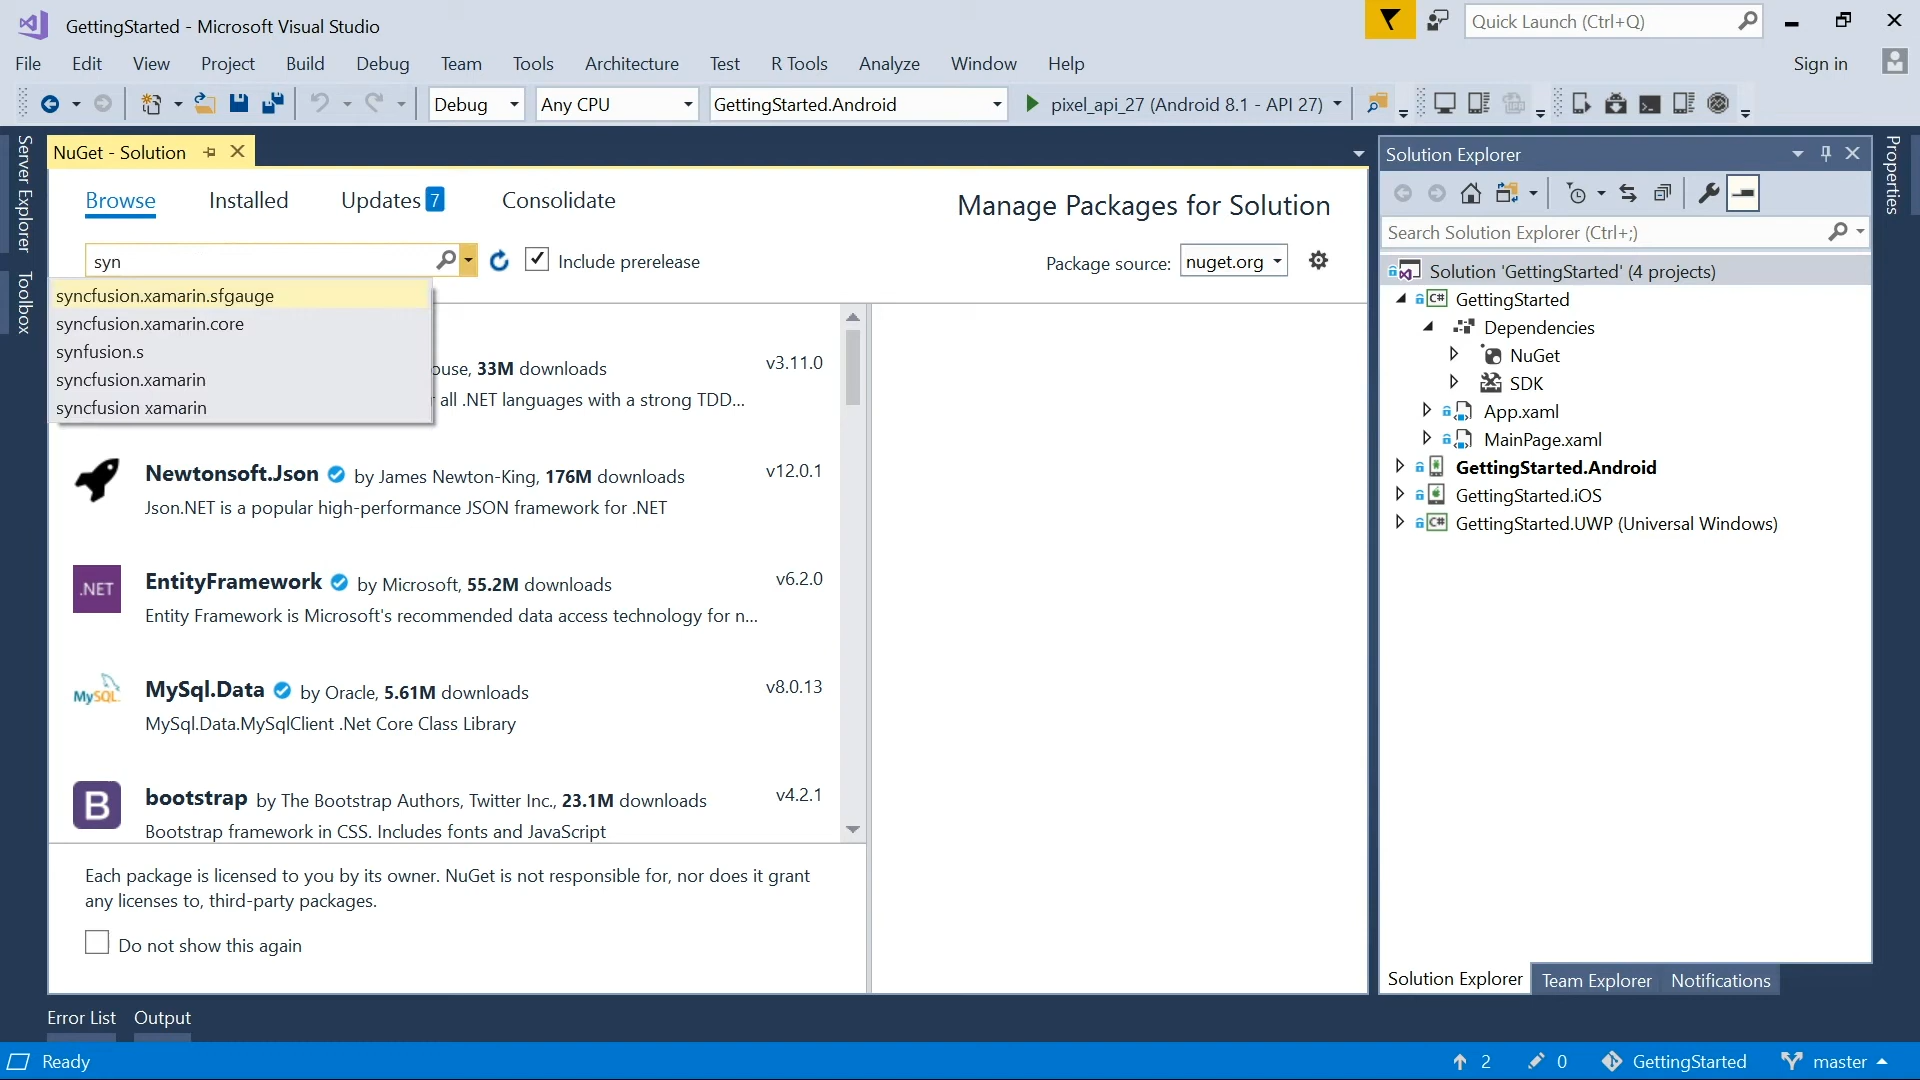 GettingStarted - Microsoft Visual Studio
Quick Launch (Ctrl+Q)
File Edit View Project Build Debug Team Tools Architecture Test R Tools Analyze Window Help
Sign in
Debug Any CPU GettingStarted.Android pixel_api_27 (Android 8.1 - API 27)
Server Explorer
Toolbox
NuGet - Solution
Browse Installed Updates 7 Consolidate
Manage Packages for Solution
syn
Include prerelease
Package source: nuget.org
syncfusion.xamarin.sfgauge
syncfusion.xamarin.core
synfusion.s
syncfusion.xamarin
syncfusion xamarin
ouse, 33M downloads
v3.11.0
all .NET languages with a strong TDD...
Newtonsoft.Json by James Newton-King, 176M downloads
v12.0.1
Json.NET is a popular high-performance JSON framework for .NET
.NET
EntityFramework by Microsoft, 55.2M downloads
v6.2.0
Entity Framework is Microsoft's recommended data access technology for n...
MySQL
MySql.Data by Oracle, 5.61M downloads
v8.0.13
MySql.Data.MySqlClient .Net Core Class Library
B
bootstrap by The Bootstrap Authors, Twitter Inc., 23.1M downloads
v4.2.1
Bootstrap framework in CSS. Includes fonts and JavaScript
Each package is licensed to you by its owner. NuGet is not responsible for, nor does it grant
any licenses to, third-party packages.
Do not show this again
Solution Explorer
Search Solution Explorer (Ctrl+;)
Solution 'GettingStarted' (4 projects)
C# GettingStarted
Dependencies
NuGet
SDK
App.xaml
MainPage.xaml
GettingStarted.Android
GettingStarted.iOS
C# GettingStarted.UWP (Universal Windows)
Properties
Solution Explorer Team Explorer Notifications
Error List Output
Ready
2 0 GettingStarted master